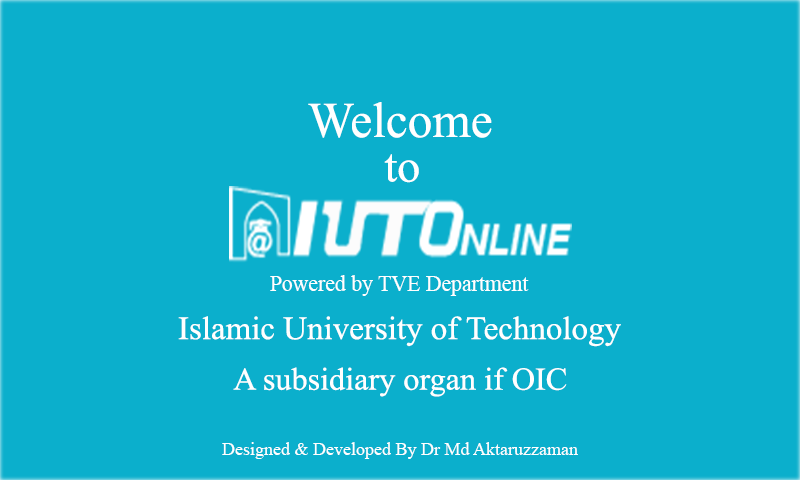 Welcome
to
@ IUTONLINE
Powered by TVE Department
Islamic University of Technology
A subsidiary organ if OIC
Designed & Developed By Dr Md Aktaruzzaman